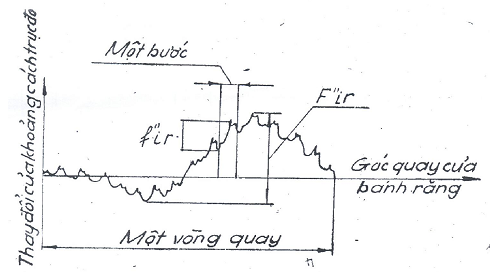 Một bước
F"ir
f"ir
Góc quay của
bánh răng
Thay đổi của khoảng cách trục đo
Một vòng quay